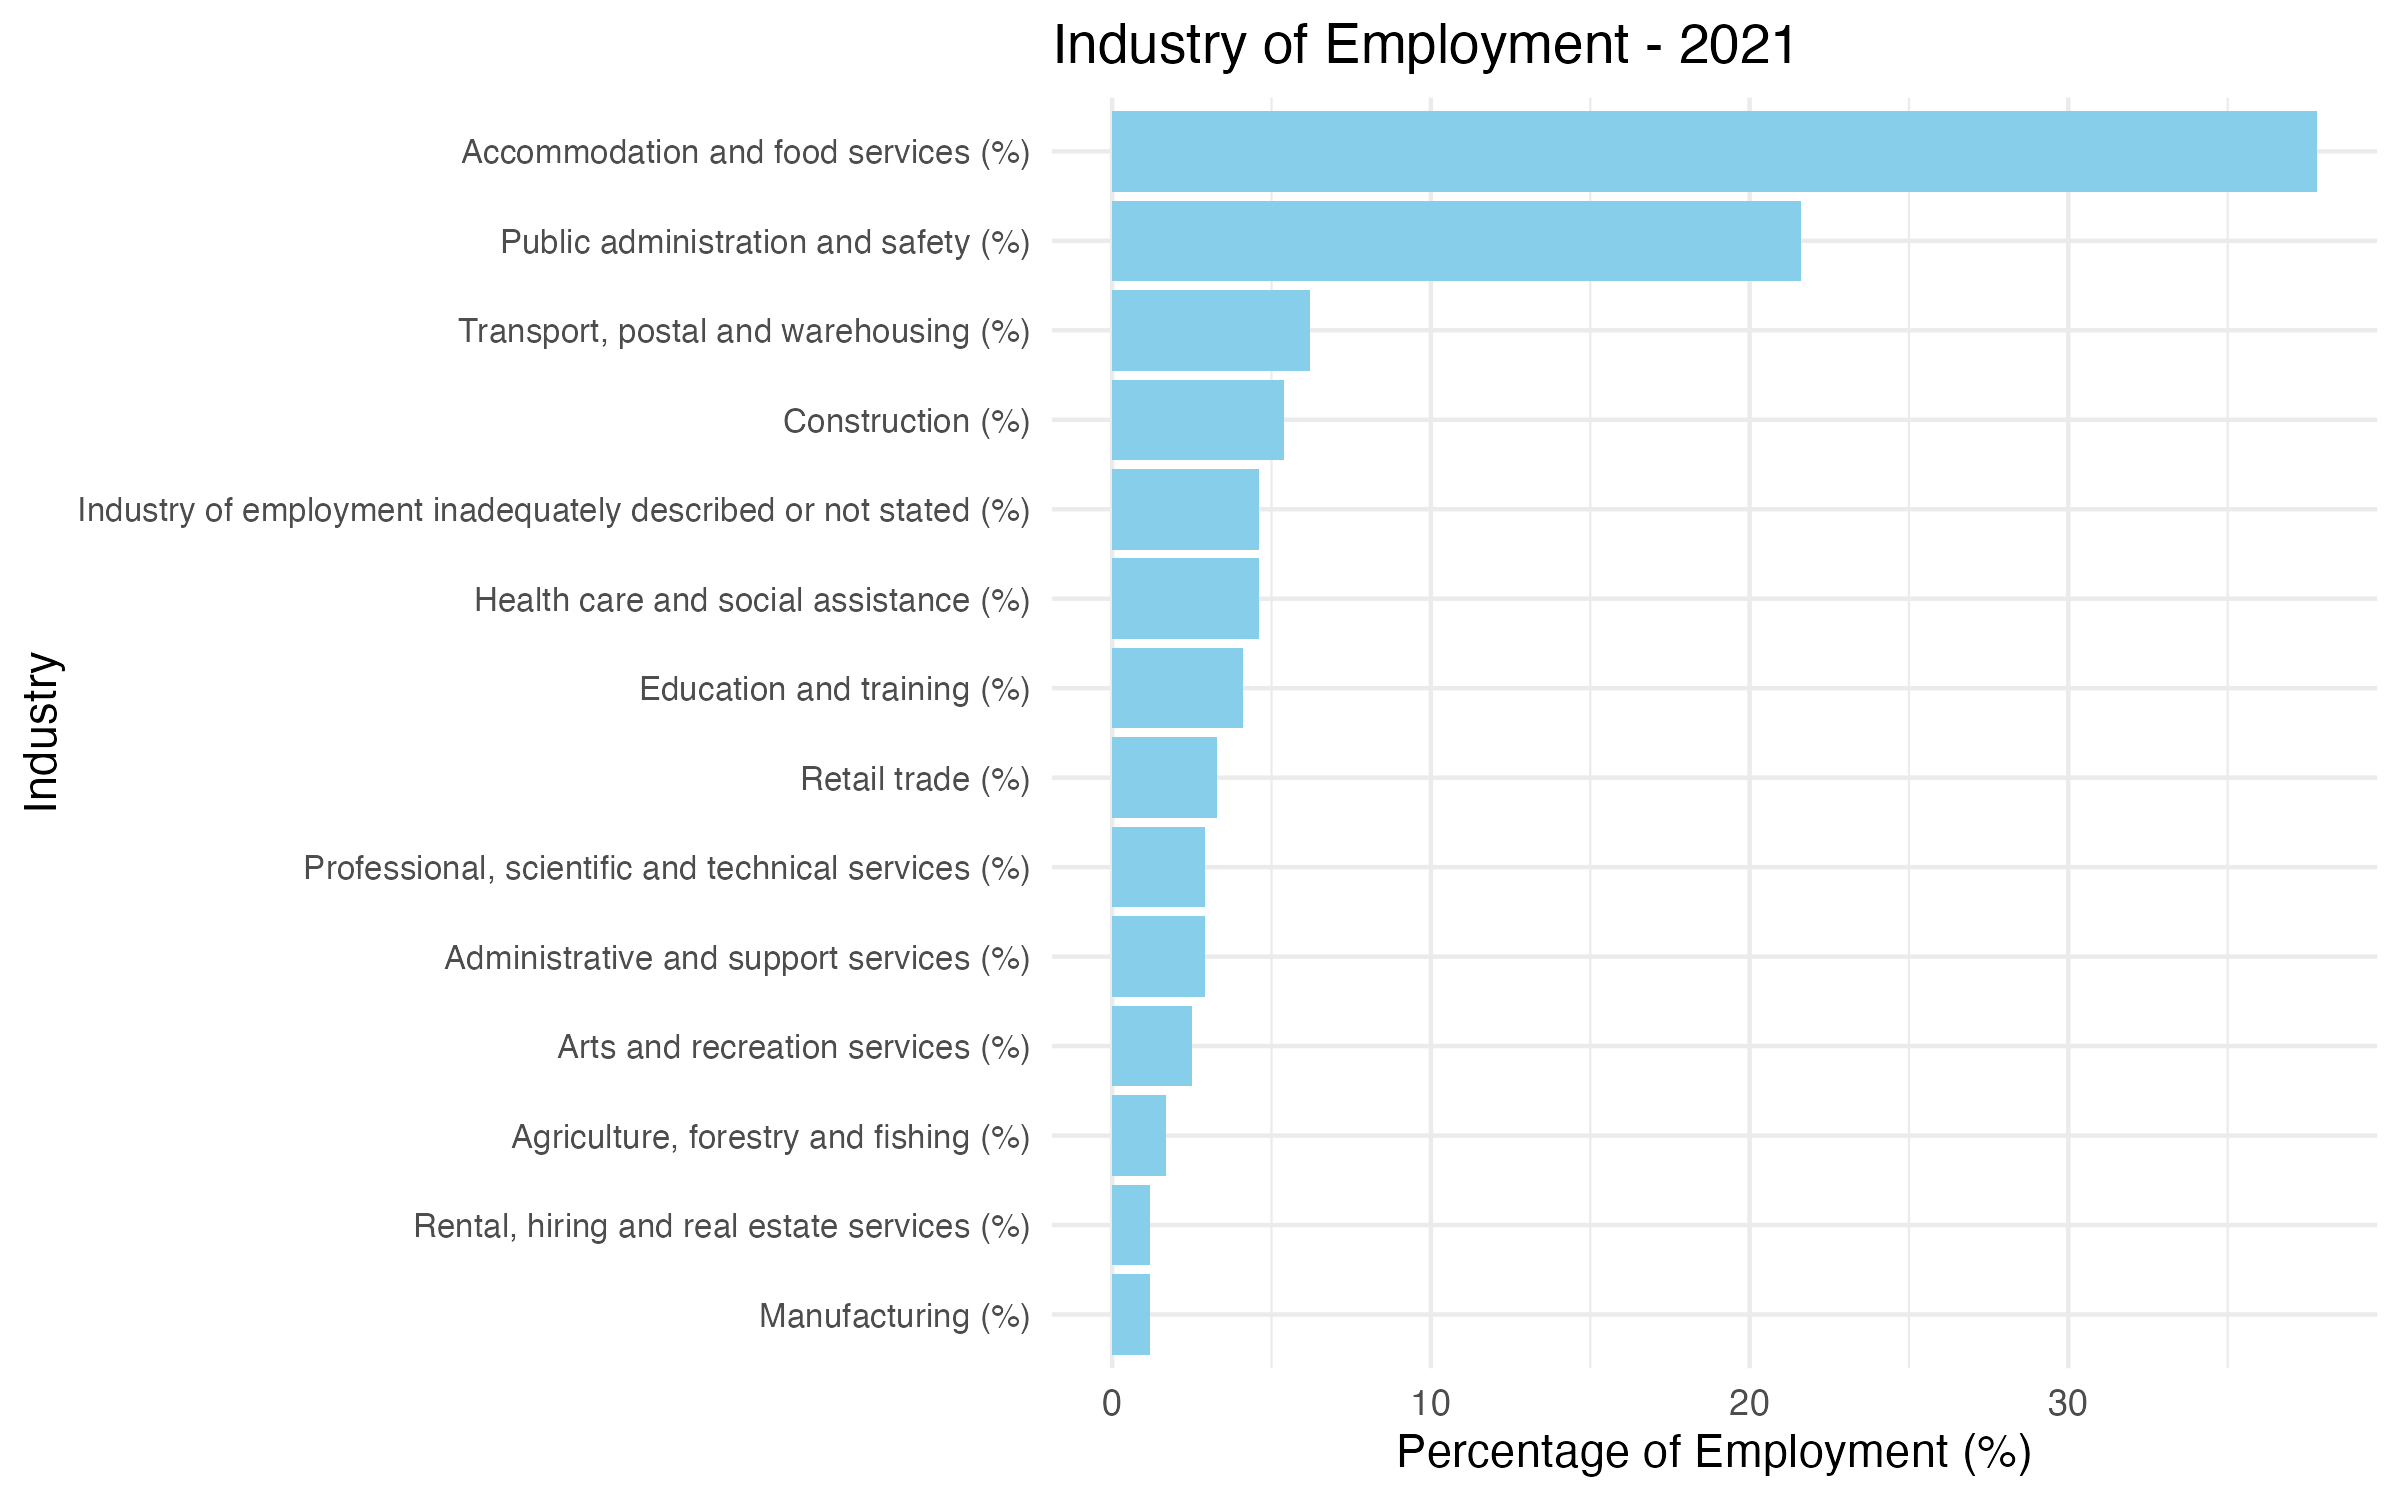 Industry of Employment - 2021
Accommodation and food services (%)
Public administration and safety (%)
Transport, postal and warehousing (%)
Construction (%)
Industry of employment inadequately described or not stated (%)
Health care and social assistance (%)
Education and training (%)
Retail trade (%)
Professional, scientific and technical services (%)
Administrative and support services (%)
Arts and recreation services (%)
Agriculture, forestry and fishing (%)
Rental, hiring and real estate services (%)
Manufacturing (%)
Industry
0 10 20 30
Percentage of Employment (%)